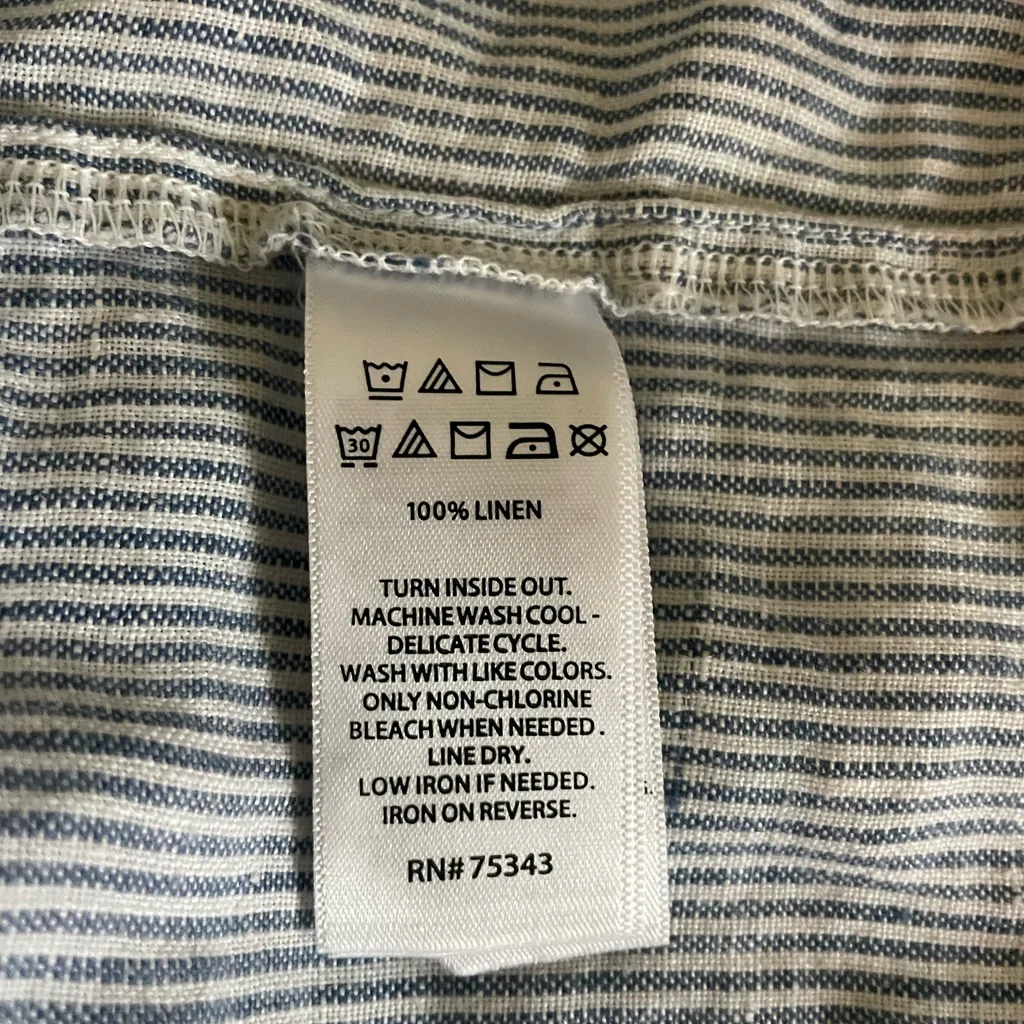 30
100% LINEN
TURN INSIDE OUT.
MACHINE WASH COOL -
DELICATE CYCLE.
WASH WITH LIKE COLORS.
ONLY NON-CHLORINE
BLEACH WHEN NEEDED.
LINE DRY.
LOW IRON IF NEEDED.
IRON ON REVERSE.
RN# 75343